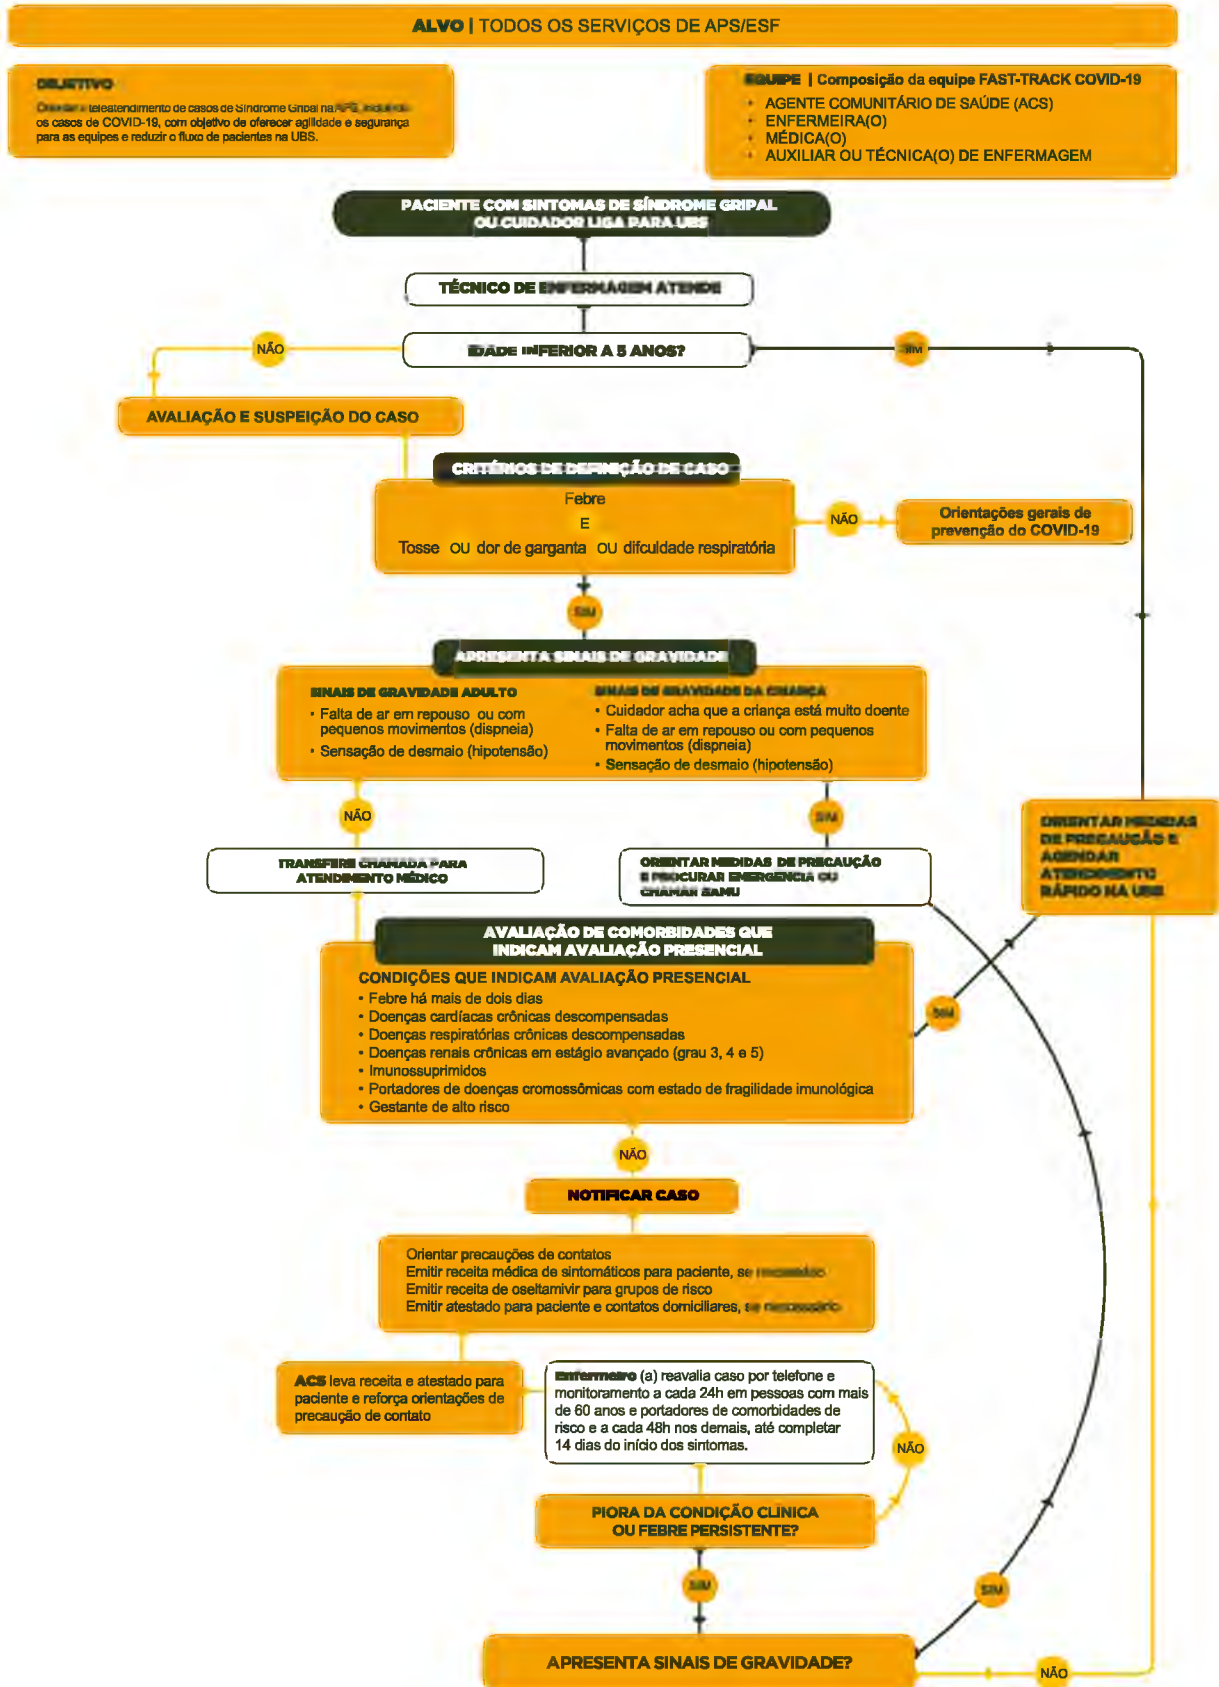 ALVO | TODOS OS SERVIÇOS DE APS/ESF
OBJETIVO
teleatendimento de casos de Síndrome Gripal na APS,
os casos de COVID-19, com objetivo de oferecer agilidade e segurança
para as equipes e reduzir o fluxo de pacientes na UBS.
EQUIPE | Composição da equipe FAST-TRACK COVID-19
• AGENTE COMUNITÁRIO DE SAÚDE (ACS)
• ENFERMEIRA(O)
• MÉDICA(O)
• AUXILIAR OU TÉCNICA(O) DE ENFERMAGEM
PACIENTE COM SINTOMAS DE SÍNDROME GRIPAL
OU CUIDADOR LIGA PARA UBS
TÉCNICO DE ENFERMAGEM ATENDE
IDADE INFERIOR A 5 ANOS?
NÃO
SIM
AVALIAÇÃO E SUSPEIÇÃO DO CASO
CRITÉRIOS DE DEFINIÇÃO DE CASO
Febre
E
Tosse OU dor de garganta OU difculdade respiratória
NÃO
Orientações gerais de
prevenção do COVID-19
SIM
APRESENTA SINAIS DE GRAVIDADE
SINAIS DE GRAVIDADE ADULTO
• Falta de ar em repouso ou com
pequenos movimentos (dispneia)
• Sensação de desmaio (hipotensão)
SINAIS DE GRAVIDADE DA CRIANÇA
• Cuidador acha que a criança está muito doente
• Falta de ar em repouso ou com pequenos
movimentos (dispneia)
• Sensação de desmaio (hipotensão)
NÃO
SIM
TRANSFERE CHAMADA PARA
ATENDIMENTO MÉDICO
ORIENTAR MEDIDAS DE PRECAUÇÃO
E PROCURAR EMERGÊNCIA OU
CHAMAR SAMU
ORIENTAR MEDIDAS
DE PRECAUÇÃO E
AGENDAR
ATENDIMENTO
RÁPIDO NA UBS
AVALIAÇÃO DE COMORBIDADES QUE
INDICAM AVALIAÇÃO PRESENCIAL
CONDIÇÕES QUE INDICAM AVALIAÇÃO PRESENCIAL
• Febre há mais de dois dias
• Doenças cardíacas crônicas descompensadas
• Doenças respiratórias crônicas descompensadas
• Doenças renais crônicas em estágio avançado (grau 3, 4 e 5)
• Imunossuprimidos
• Portadores de doenças cromossômicas com estado de fragilidade imunológica
• Gestante de alto risco
SIM
NÃO
NOTIFICAR CASO
Orientar precauções de contatos
Emitir receita médica de sintomáticos para paciente, se
Emitir receita de oseltamivir para grupos de risco
Emitir atestado para paciente e contatos domiciliares, se
ACS leva receita e atestado para
paciente e reforça orientações de
precaução de contato
Enfermeiro (a) reavalia caso por telefone e
monitoramento a cada 24h em pessoas com mais
de 60 anos e portadores de comorbidades de
risco e a cada 48h nos demais, até completar
14 dias do início dos sintomas.
NÃO
PIORA DA CONDIÇÃO CLÍNICA
OU FEBRE PERSISTENTE?
SIM
SIM
APRESENTA SINAIS DE GRAVIDADE?
NÃO